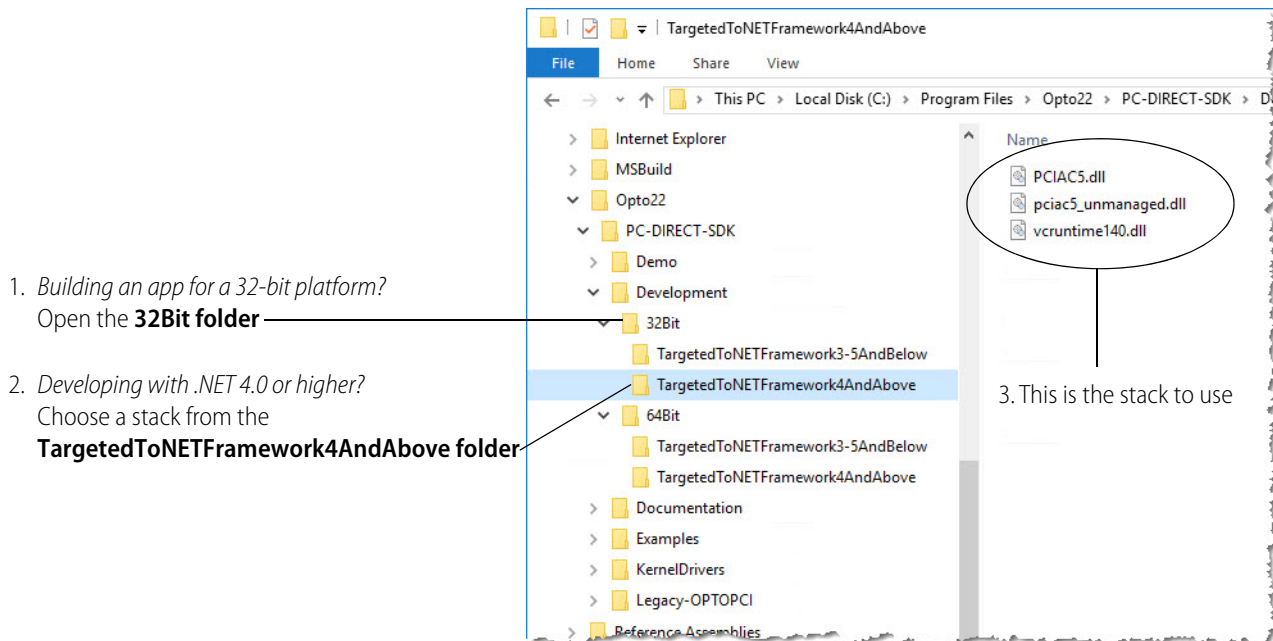 TargetedToNETFramework4AndAbove
File Home Share View
This PC > Local Disk (C:) > Program Files > Opto22 > PC-DIRECT-SDK > D
Internet Explorer
MSBuild
Opto22
PC-DIRECT-SDK
Demo
Development
32Bit
TargetedToNETFramework3-5AndBelow
TargetedToNETFramework4AndAbove
64Bit
TargetedToNETFramework3-5AndBelow
TargetedToNETFramework4AndAbove
Documentation
Examples
KernelDrivers
Legacy-OPTOPCI
Reference Assemblies
Name
PCIAC5.dll
pciac5_unmanaged.dll
vcruntime140.dll
1. Building an app for a 32-bit platform?
Open the 32Bit folder
2. Developing with .NET 4.0 or higher?
Choose a stack from the
TargetedToNETFramework4AndAbove folder
3. This is the stack to use